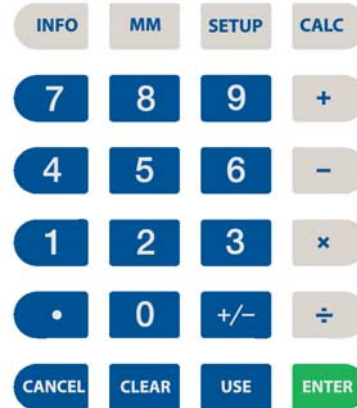 INFO MM SETUP CALC
7 8 9 +
4 5 6 −
1 2 3 ×
• 0 +/− ÷
CANCEL CLEAR USE ENTER